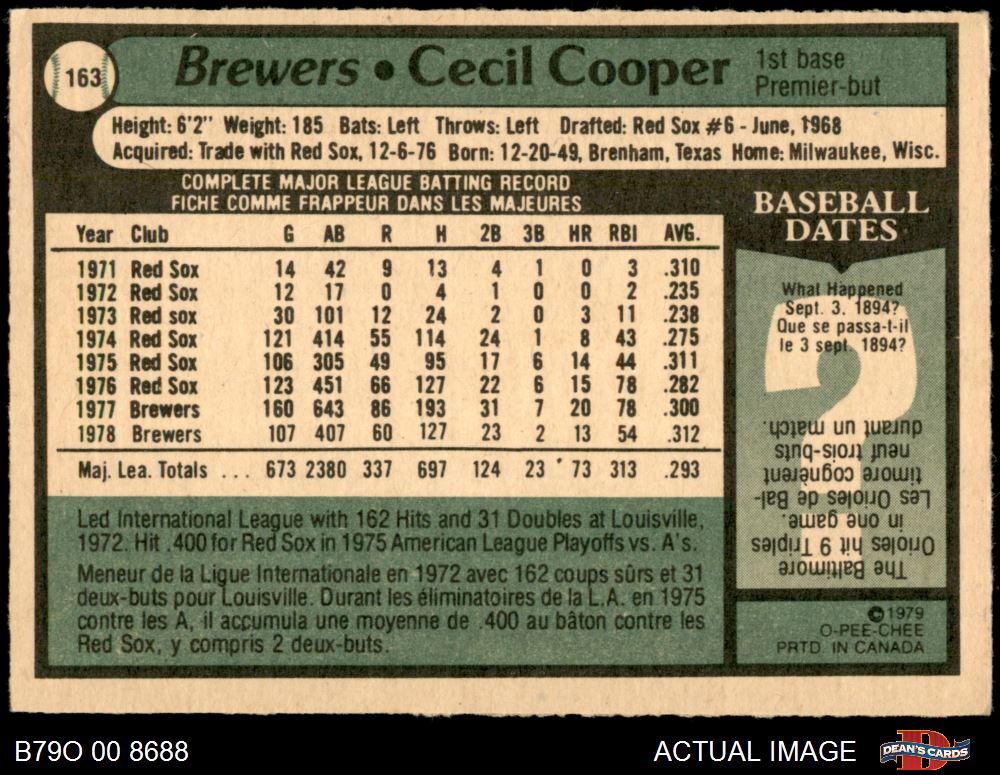 163
Brewers • Cecil Cooper
1st base
Premier-but
Height: 6'2" Weight: 185 Bats: Left Throws: Left Drafted: Red Sox #6 - June, 1968
Acquired: Trade with Red Sox, 12-6-76 Born: 12-20-49, Brenham, Texas Home: Milwaukee, Wisc.
COMPLETE MAJOR LEAGUE BATTING RECORD
FICHE COMME FRAPPEUR DANS LES MAJEURES
Year Club G AB R H 2B 3B HR RBI AVG.
1971 Red Sox 14 42 9 13 4 1 0 3 .310
1972 Red Sox 12 17 0 4 1 0 0 2 .235
1973 Red sox 30 101 12 24 2 0 3 11 .238
1974 Red Sox 121 414 55 114 24 1 8 43 .275
1975 Red Sox 106 305 49 95 17 6 14 44 .311
1976 Red Sox 123 451 66 127 22 6 15 78 .282
1977 Brewers 160 643 86 193 31 7 20 78 .300
1978 Brewers 107 407 60 127 23 2 13 54 .312
Maj. Lea. Totals ... 673 2380 337 697 124 23 73 313 .293
Led International League with 162 Hits and 31 Doubles at Louisville,
1972. Hit .400 for Red Sox in 1975 American League Playoffs vs. A's.
Meneur de la Ligue Internationale en 1972 avec 162 coups sûrs et 31
deux-buts pour Louisville. Durant les éliminatoires de la L.A. en 1975
contre les A, il accumula une moyenne de .400 au bâton contre les
Red Sox, y compris 2 deux-buts.
BASEBALL
DATES
What Happened
Sept. 3, 1894?
Que se passa-t-il
le 3 sept. 1894?
The Baltimore
Orioles hit 9 Triples
in one game.
Les Orioles de Bal-
timore cognèrent
neuf trois-buts
durant un match.
©1979
O-PEE-CHEE
PRTD. IN CANADA
B79O 00 8688
ACTUAL IMAGE
DEAN'S CARDS